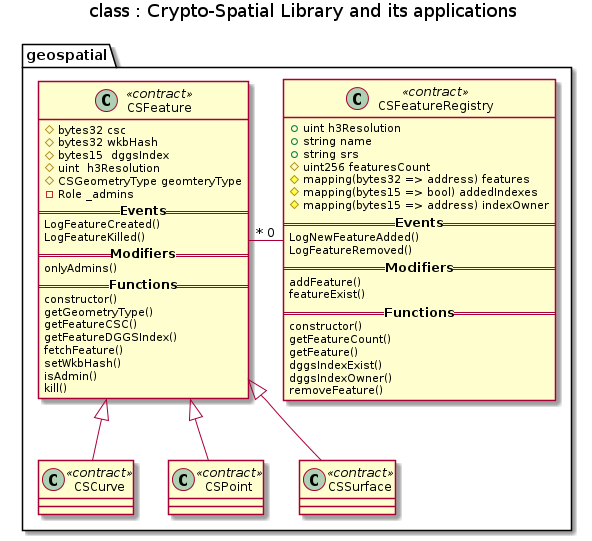 class : Crypto-Spatial Library and its applications
geospatial
C «contract»
CSFeature
bytes32 csc
bytes32 wkbHash
bytes15 dggsIndex
uint h3Resolution
CSGeometryType geomteryType
Role _admins
Events
LogFeatureCreated()
LogFeatureKilled()
Modifiers
onlyAdmins()
Functions
constructor()
getGeometryType()
getFeatureCSC()
getFeatureDGGSIndex()
fetchFeature()
setWkbHash()
isAdmin()
kill()
* 0
C «contract»
CSFeatureRegistry
uint h3Resolution
string name
string srs
uint256 featuresCount
mapping(bytes32 => address) features
mapping(bytes15 => bool) addedIndexes
mapping(bytes15 => address) indexOwner
Events
LogNewFeatureAdded()
LogFeatureRemoved()
Modifiers
addFeature()
featureExist()
Functions
constructor()
getFeatureCount()
getFeature()
dggsIndexExist()
dggsIndexOwner()
removeFeature()
C «contract»
CSCurve
C «contract»
CSPoint
C «contract»
CSSurface